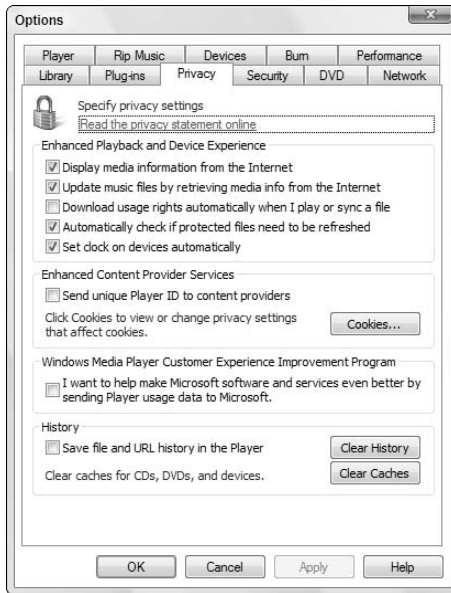 Options
Player Rip Music Devices Burn Performance
Library Plug-ins Privacy Security DVD Network
Specify privacy settings
Read the privacy statement online
Enhanced Playback and Device Experience
Display media information from the Internet
Update music files by retrieving media info from the Internet
Download usage rights automatically when I play or sync a file
Automatically check if protected files need to be refreshed
Set clock on devices automatically
Enhanced Content Provider Services
Send unique Player ID to content providers
Click Cookies to view or change privacy settings
that affect cookies.
Cookies...
Windows Media Player Customer Experience Improvement Program
I want to help make Microsoft software and services even better by
sending Player usage data to Microsoft.
History
Save file and URL history in the Player
Clear History
Clear caches for CDs, DVDs, and devices.
Clear Caches
OK Cancel Apply Help